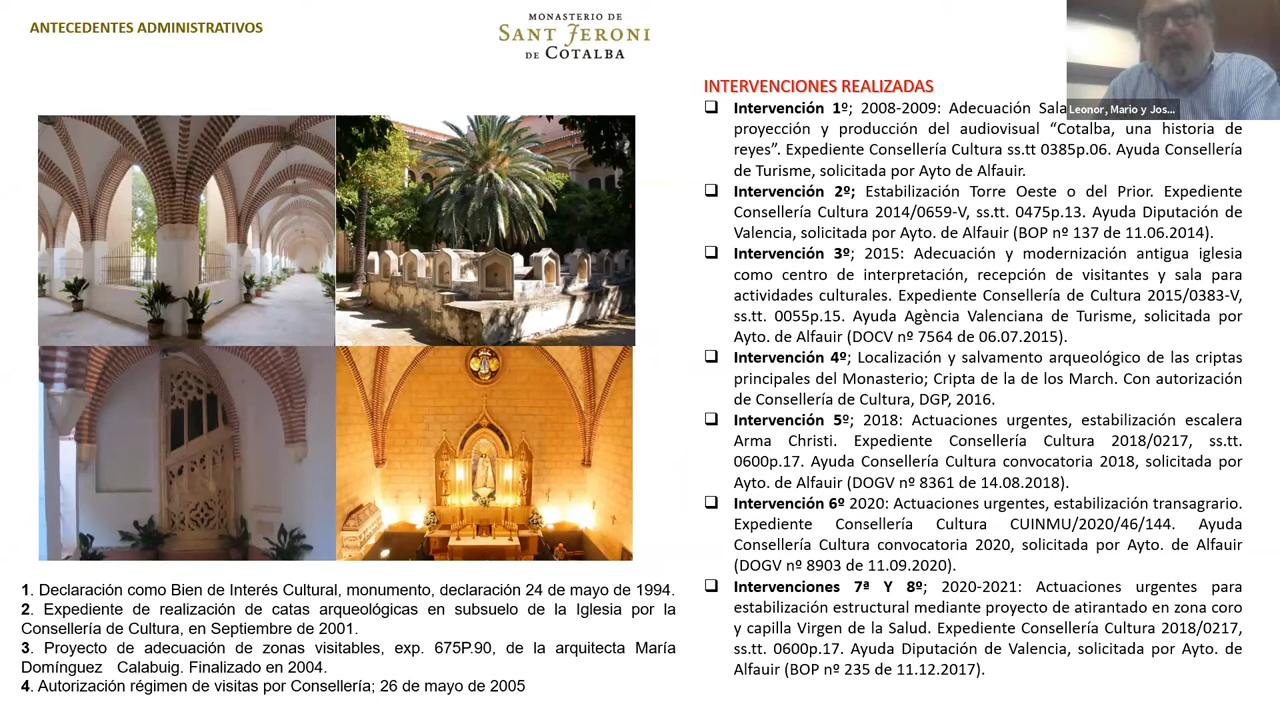 ANTECEDENTES ADMINISTRATIVOS
MONASTERIO DE
SANT JERONI
DE COTALBA
Leonor, Mario y Jos...
1. Declaración como Bien de Interés Cultural, monumento, declaración 24 de mayo de 1994.
2. Expediente de realización de catas arqueológicas en subsuelo de la Iglesia por la
Consellería de Cultura, en Septiembre de 2001.
3. Proyecto de adecuación de zonas visitables, exp. 675P.90, de la arquitecta María
Domínguez Calabuig. Finalizado en 2004.
4. Autorización régimen de visitas por Consellería; 26 de mayo de 2005
INTERVENCIONES REALIZADAS
Intervención 1º; 2008-2009: Adecuación Sala
proyección y producción del audiovisual “Cotalba, una historia de
reyes”. Expediente Consellería Cultura ss.tt 0385p.06. Ayuda Consellería
de Turisme, solicitada por Ayto de Alfauir.
Intervención 2º; Estabilización Torre Oeste o del Prior. Expediente
Consellería Cultura 2014/0659-V, ss.tt. 0475p.13. Ayuda Diputación de
Valencia, solicitada por Ayto. de Alfauir (BOP nº 137 de 11.06.2014).
Intervención 3º; 2015: Adecuación y modernización antigua iglesia
como centro de interpretación, recepción de visitantes y sala para
actividades culturales. Expediente Consellería de Cultura 2015/0383-V,
ss.tt. 0055p.15. Ayuda Agència Valenciana de Turisme, solicitada por
Ayto. de Alfauir (DOCV nº 7564 de 06.07.2015).
Intervención 4º; Localización y salvamento arqueológico de las criptas
principales del Monasterio; Cripta de la de los March. Con autorización
de Consellería de Cultura, DGP, 2016.
Intervención 5º; 2018: Actuaciones urgentes, estabilización escalera
Arma Christi. Expediente Consellería Cultura 2018/0217, ss.tt.
0600p.17. Ayuda Consellería Cultura convocatoria 2018, solicitada por
Ayto. de Alfauir (DOGV nº 8361 de 14.08.2018).
Intervención 6º 2020: Actuaciones urgentes, estabilización transagrario.
Expediente Consellería Cultura CUINMU/2020/46/144. Ayuda
Consellería Cultura convocatoria 2020, solicitada por Ayto. de Alfauir
(DOGV nº 8903 de 11.09.2020).
Intervenciones 7ª Y 8º; 2020-2021: Actuaciones urgentes para
estabilización estructural mediante proyecto de atirantado en zona coro
y capilla Virgen de la Salud. Expediente Consellería Cultura 2018/0217,
ss.tt. 0600p.17. Ayuda Diputación de Valencia, solicitada por Ayto. de
Alfauir (BOP nº 235 de 11.12.2017).